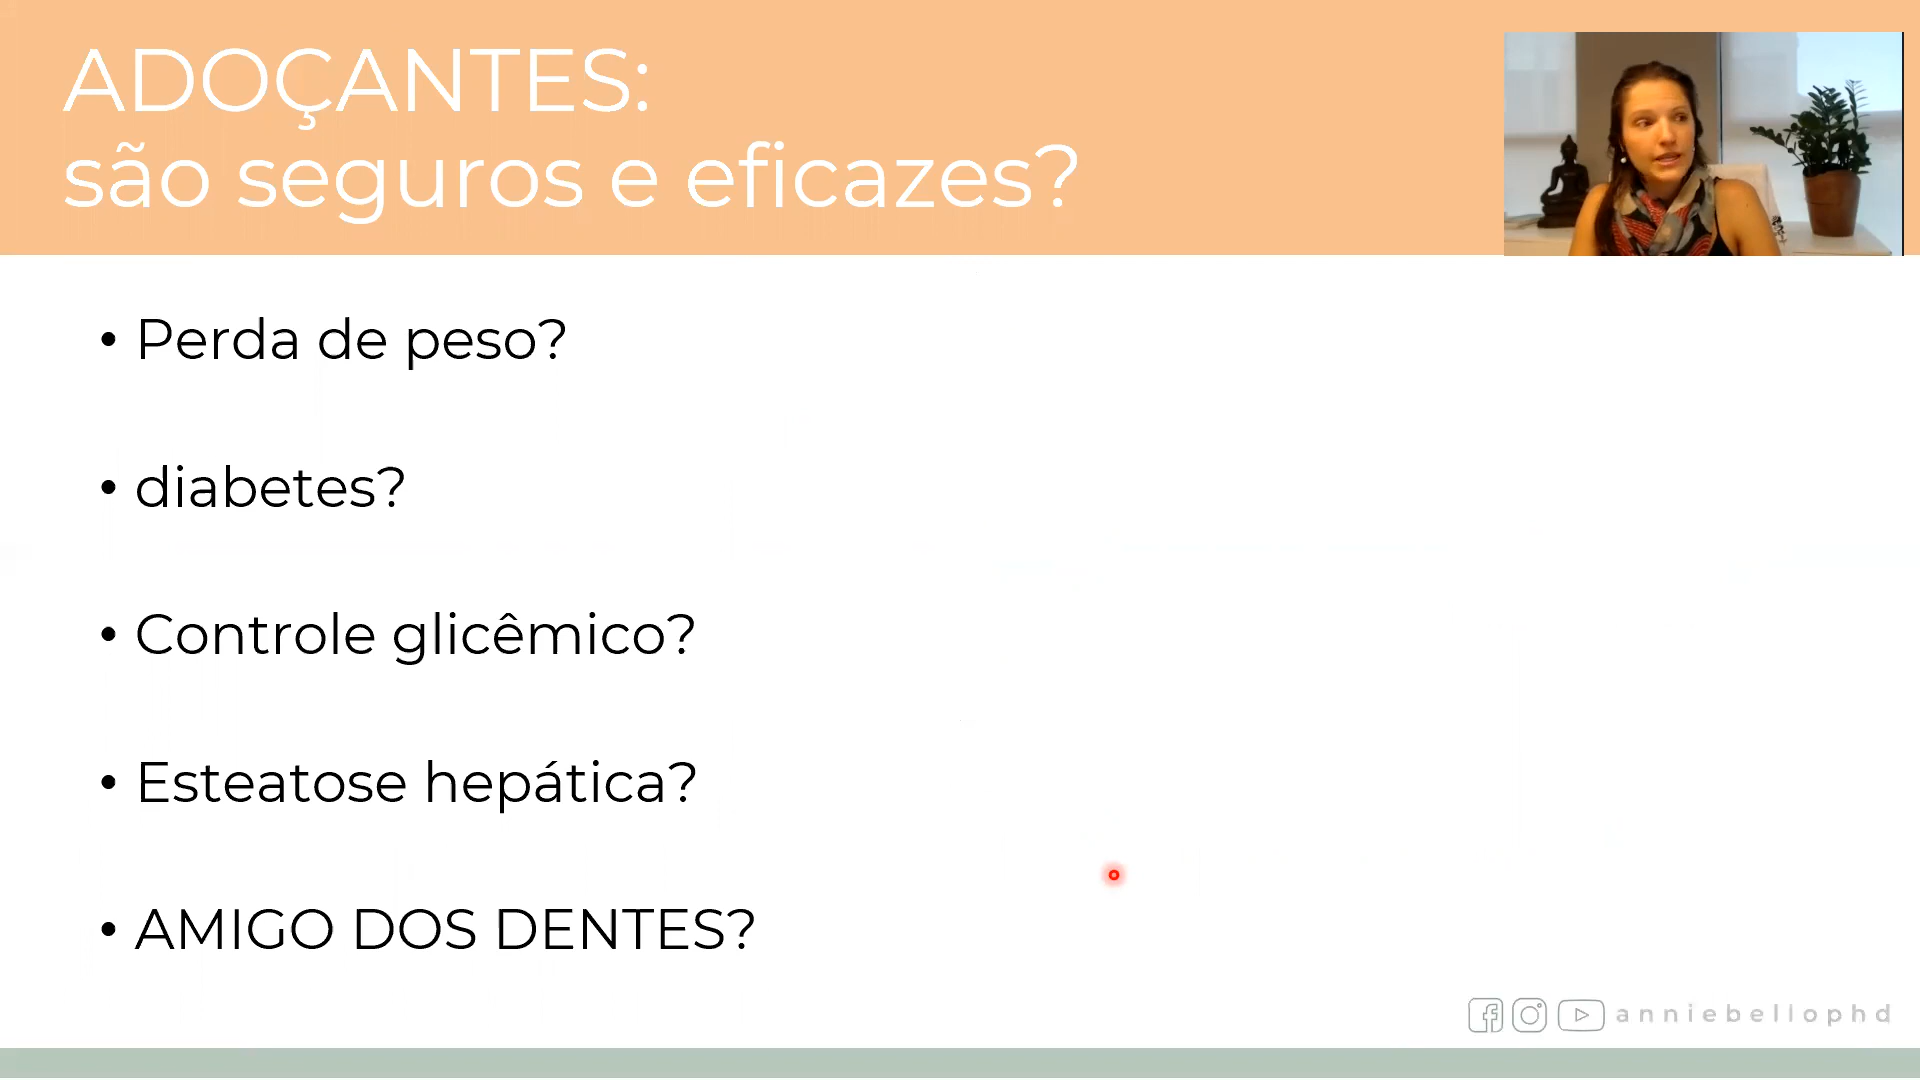 ADOÇANTES:
são seguros e eficazes?
• Perda de peso?
• diabetes?
• Controle glicêmico?
• Esteatose hepática?
• AMIGO DOS DENTES?
anniebellophd